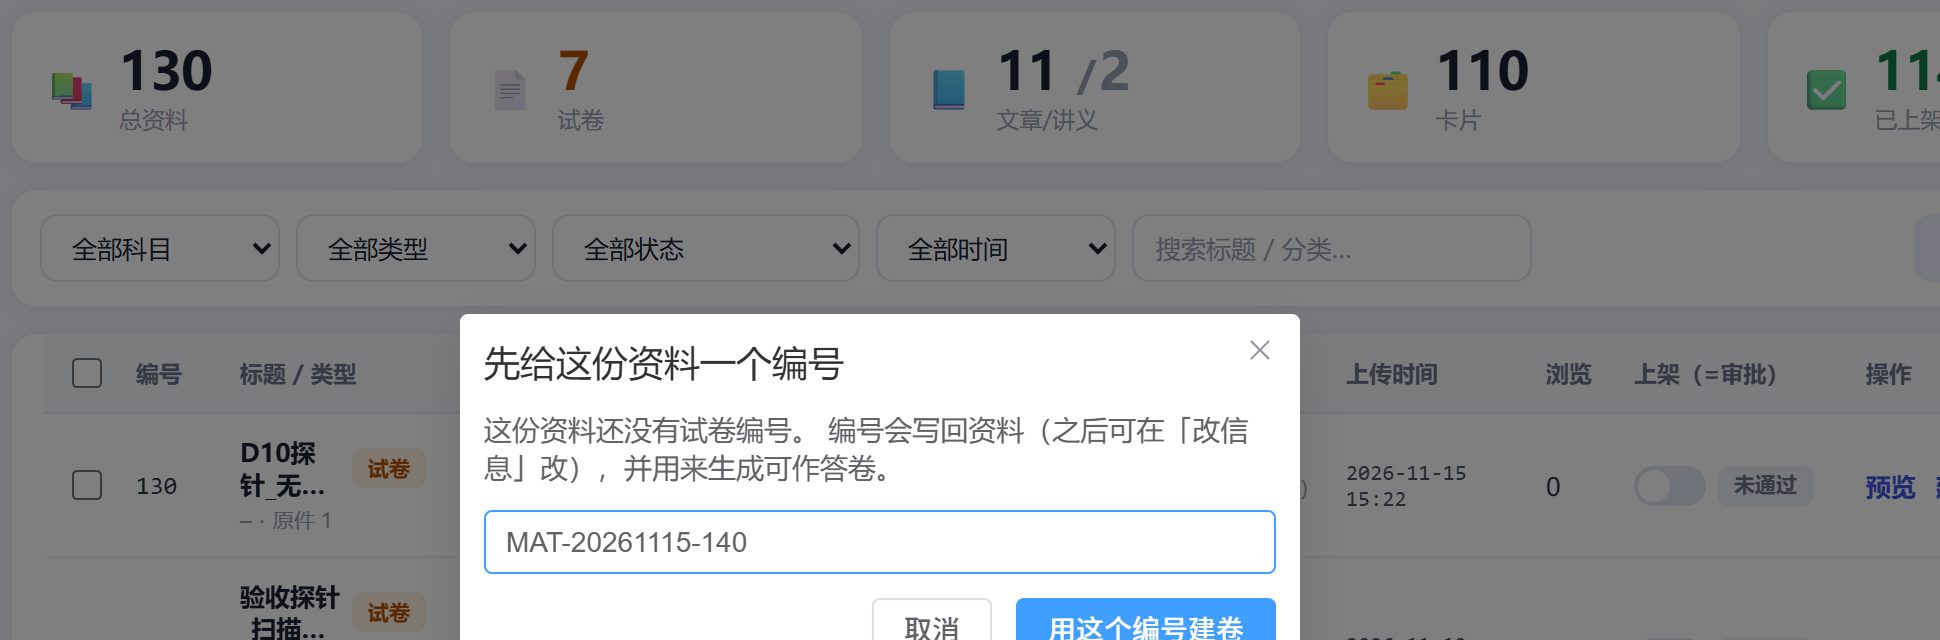 130
总资料
7
试卷
11 /2
文章/讲义
110
卡片
已上架
全部科目
全部类型
全部状态
全部时间
搜索标题 / 分类...
编号
标题 / 类型
上传时间
浏览
上架（=审批）
操作
先给这份资料一个编号
这份资料还没有试卷编号。 编号会写回资料（之后可在「改信
息」改），并用来生成可作答卷。
MAT-20261115-140
取消
用这个编号建卷
130
D10探
针_无...
试卷
– · 原件 1
2026-11-15
15:22
0
未通过
预览
验收探针
扫描...
试卷